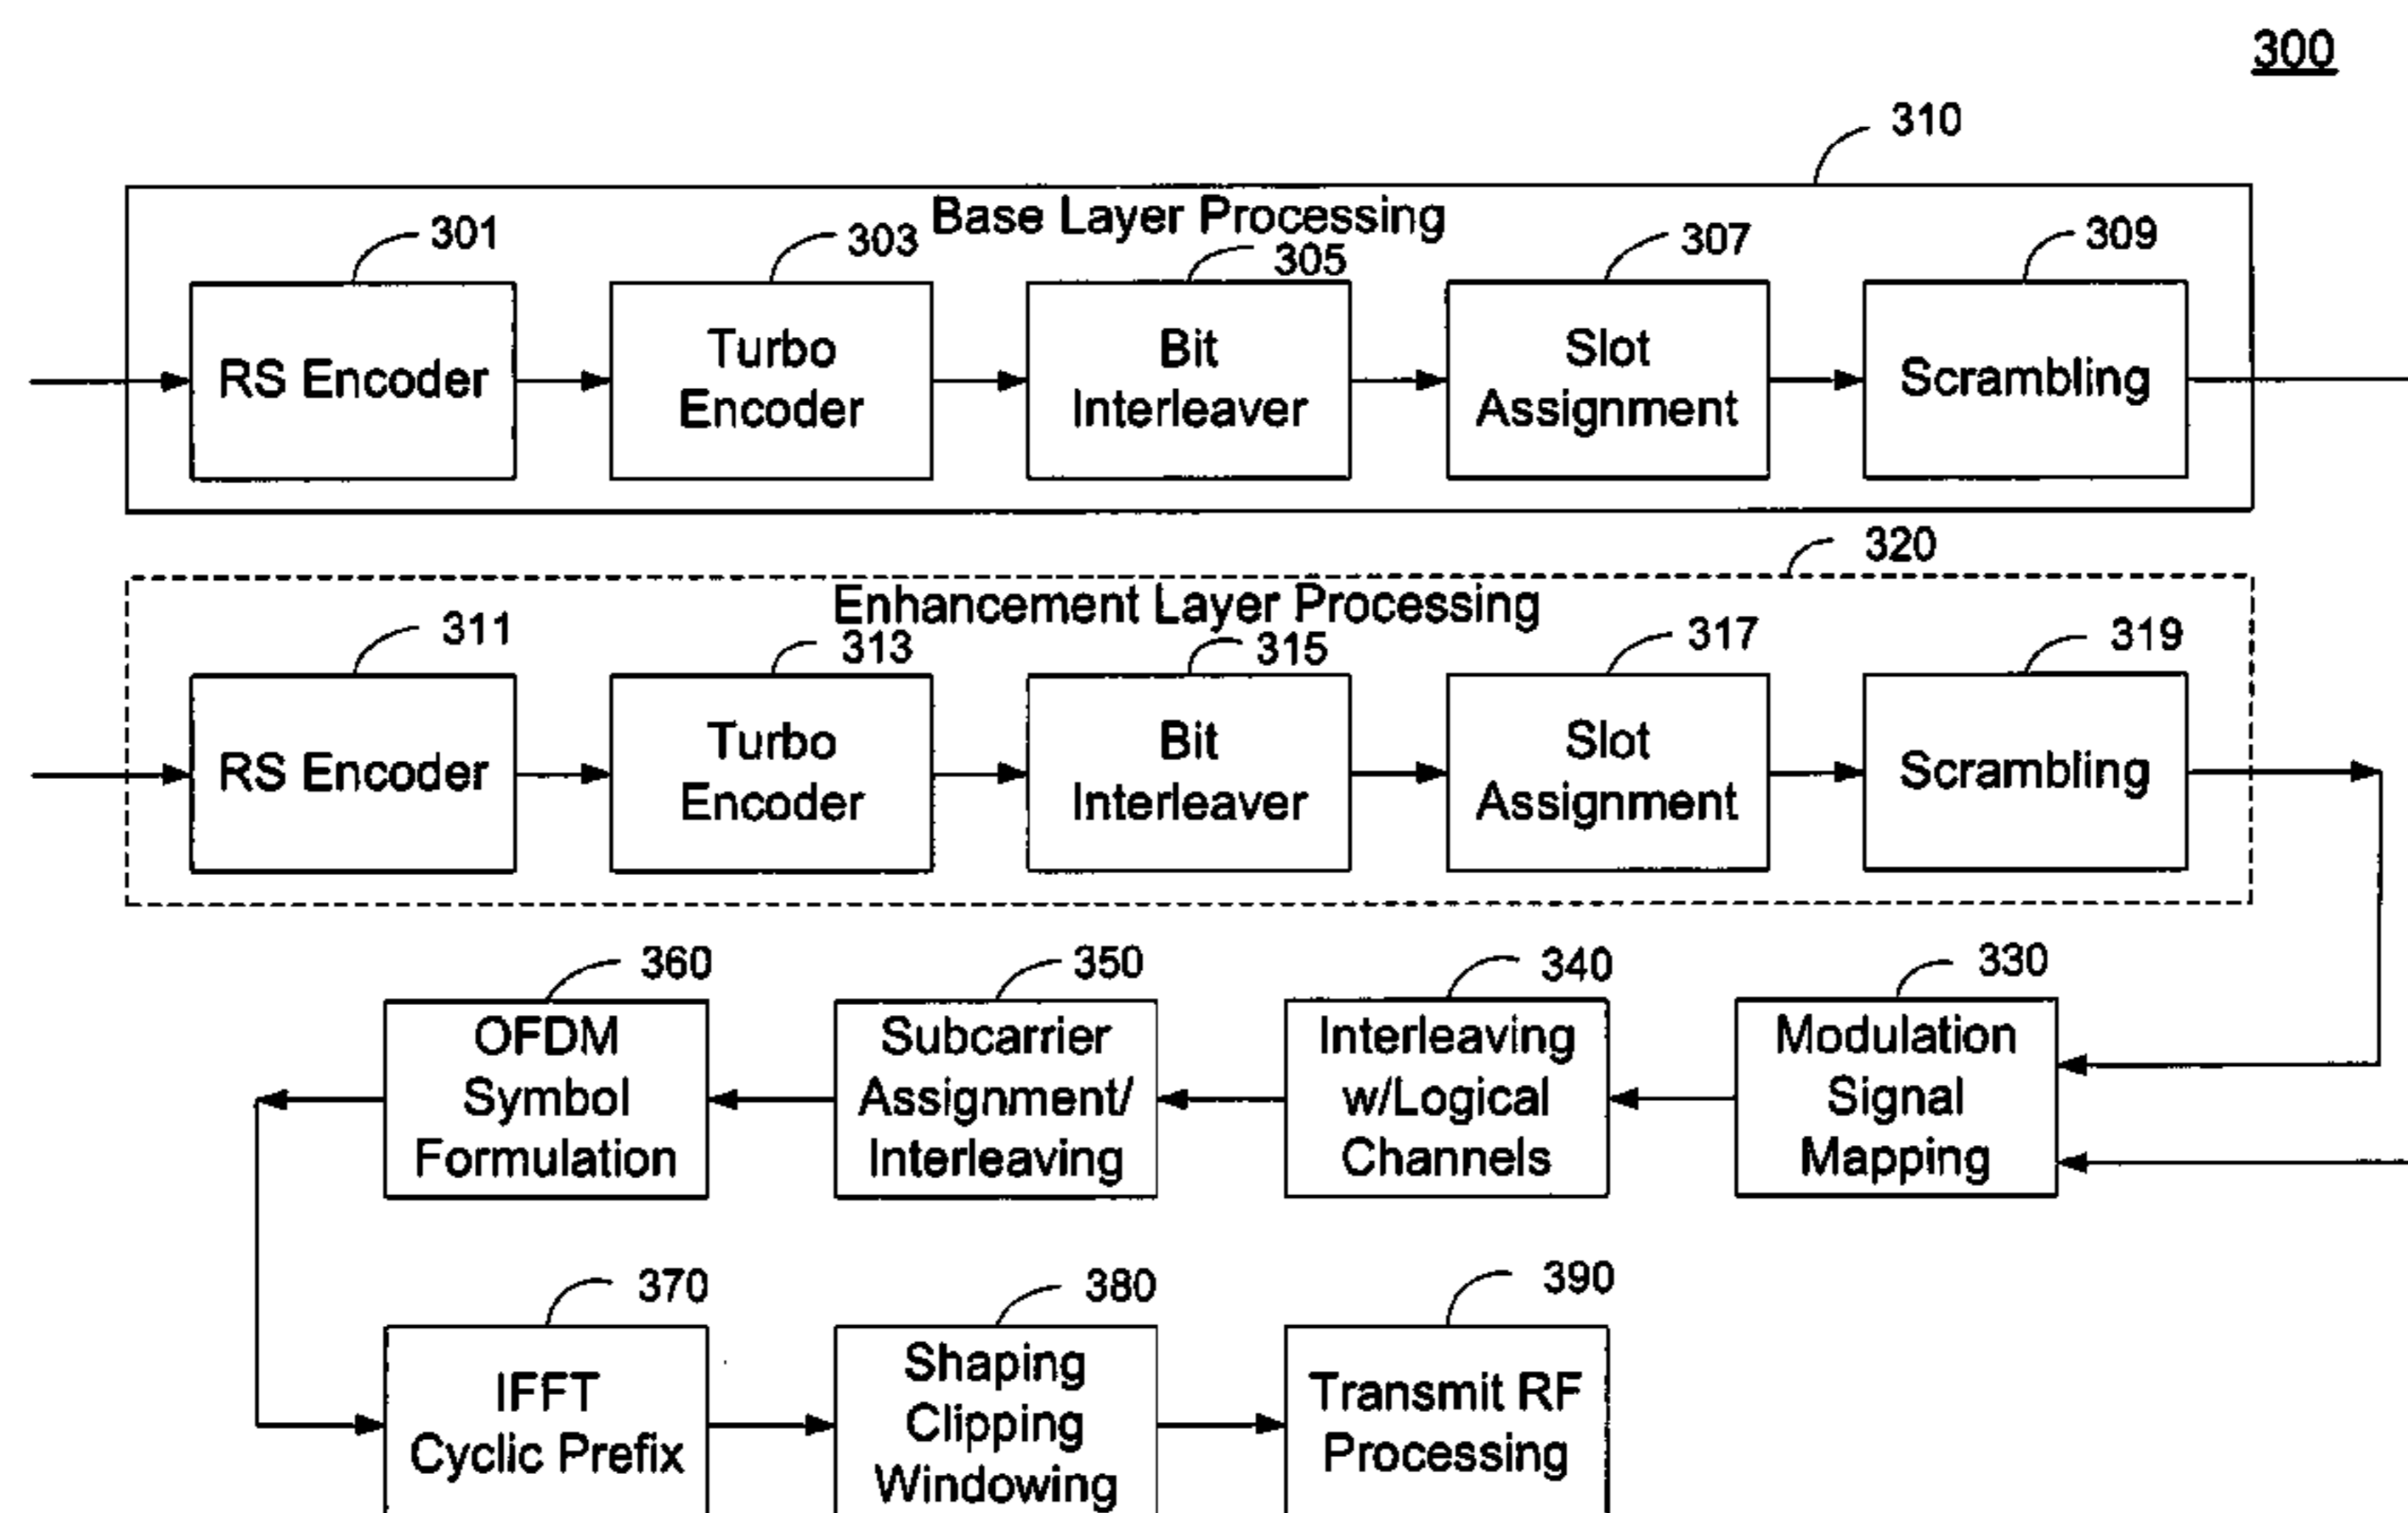 300
310
Base Layer Processing
301
303
305
307
309
RS Encoder
Turbo
Encoder
Bit
Interleaver
Slot
Assignment
Scrambling
320
Enhancement Layer Processing
311
313
315
317
319
RS Encoder
Turbo
Encoder
Bit
Interleaver
Slot
Assignment
Scrambling
360
350
340
330
OFDM
Symbol
Formulation
Subcarrier
Assignment/
Interleaving
Interleaving
w/Logical
Channels
Modulation
Signal
Mapping
370
380
390
IFFT
Cyclic Prefix
Shaping
Clipping
Windowing
Transmit RF
Processing